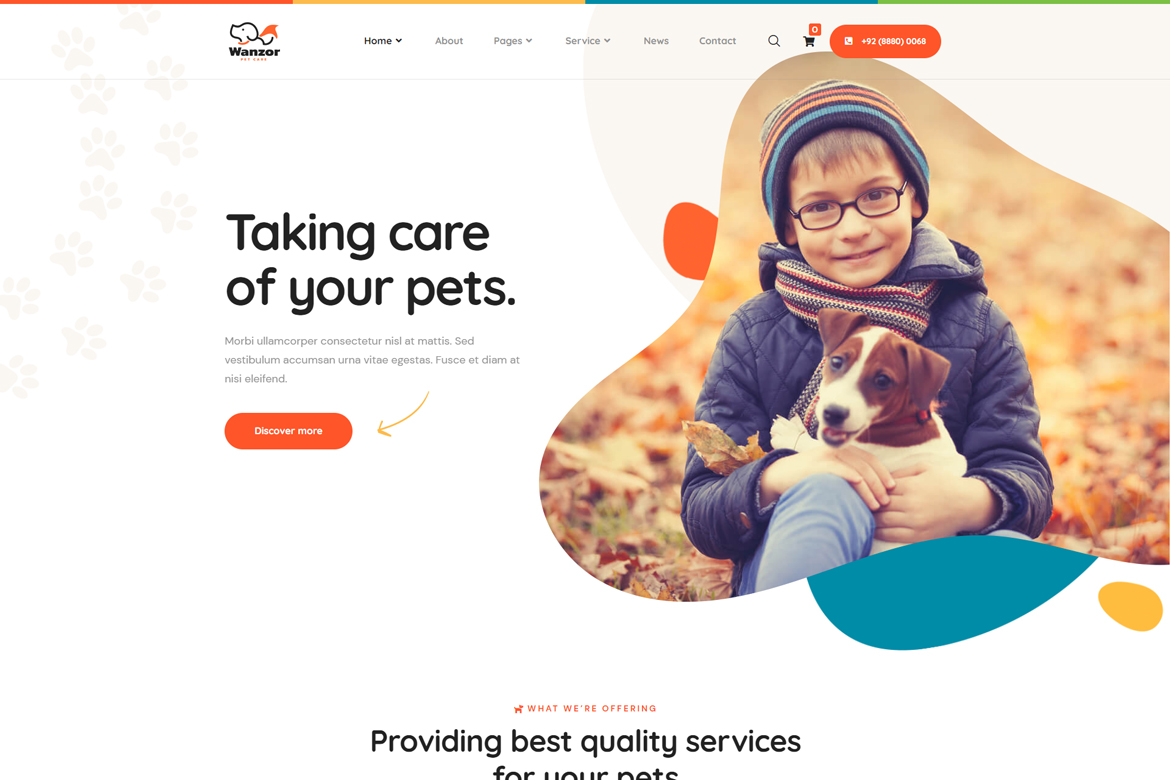 Wanzor
PET CARE
Home
About
Pages
Service
News
Contact
0
+92 (8880) 0068
Taking care
of your pets.
Morbi ullamcorper consectetur nisl at mattis. Sed
vestibulum accumsan urna vitae egestas. Fusce et diam at
nisi eleifend.
Discover more
WHAT WE'RE OFFERING
Providing best quality services
for your pets